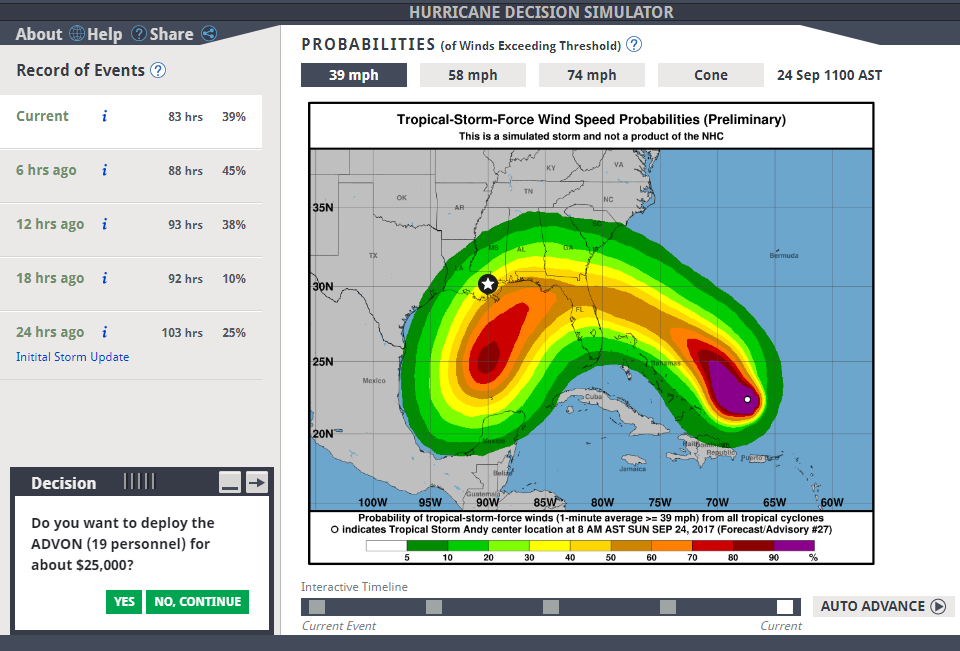 HURRICANE DECISION SIMULATOR
About Help Share
Record of Events
Current i 83 hrs 39%
6 hrs ago i 88 hrs 45%
12 hrs ago i 93 hrs 38%
18 hrs ago i 92 hrs 10%
24 hrs ago i 103 hrs 25%
Initital Storm Update
Decision
Do you want to deploy the
ADVON (19 personnel) for
about $25,000?
YES NO, CONTINUE
PROBABILITIES (of Winds Exceeding Threshold) ?
39 mph 58 mph 74 mph Cone 24 Sep 1100 AST
Tropical-Storm-Force Wind Speed Probabilities (Preliminary)
This is a simulated storm and not a product of the NHC
KY VA
OK TN NC
AR
35N
SC
MS AL GA
TX Bermuda
LA
30N
FL
25N Bahamas
Mexico
Cuba
20N
Mexico Haiti Dominican
Republic Puerto Rico
Jamaica
Belize
Guatemala
100W 95W 90W 85W 80W 75W 70W 65W 60W
Probability of tropical-storm-force winds (1-minute average >= 39 mph) from all tropical cyclones
O indicates Tropical Storm Andy center location at 8 AM AST SUN SEP 24, 2017 (Forecast/Advisory #27)
5 10 20 30 40 50 60 70 80 90 %
Interactive Timeline
AUTO ADVANCE
Current Event Current